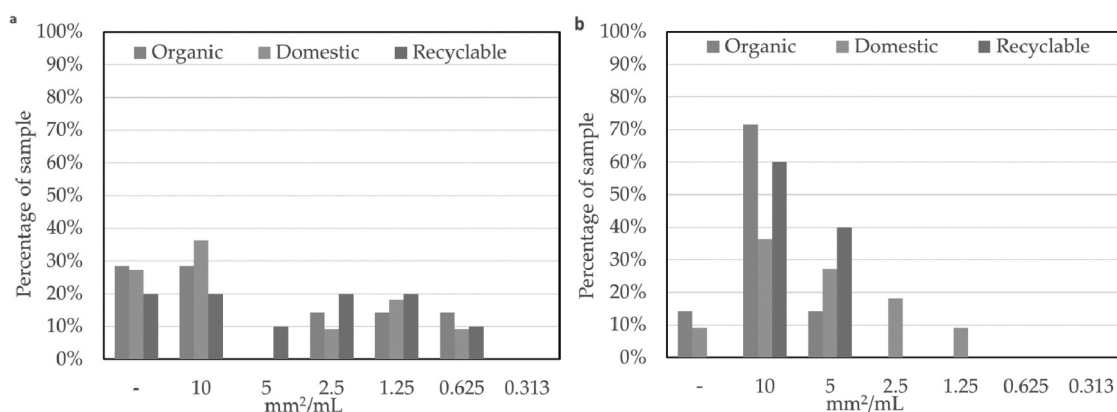 a
100%
Organic Domestic Recyclable
90%
80%
70%
60%
50%
40%
30%
20%
10%
0%
Percentage of sample
- 10 5 2.5 1.25 0.625 0.313
mm²/mL
b
100%
Organic Domestic Recyclable
90%
80%
70%
60%
50%
40%
30%
20%
10%
0%
Percentage of sample
- 10 5 2.5 1.25 0.625 0.313
mm²/mL